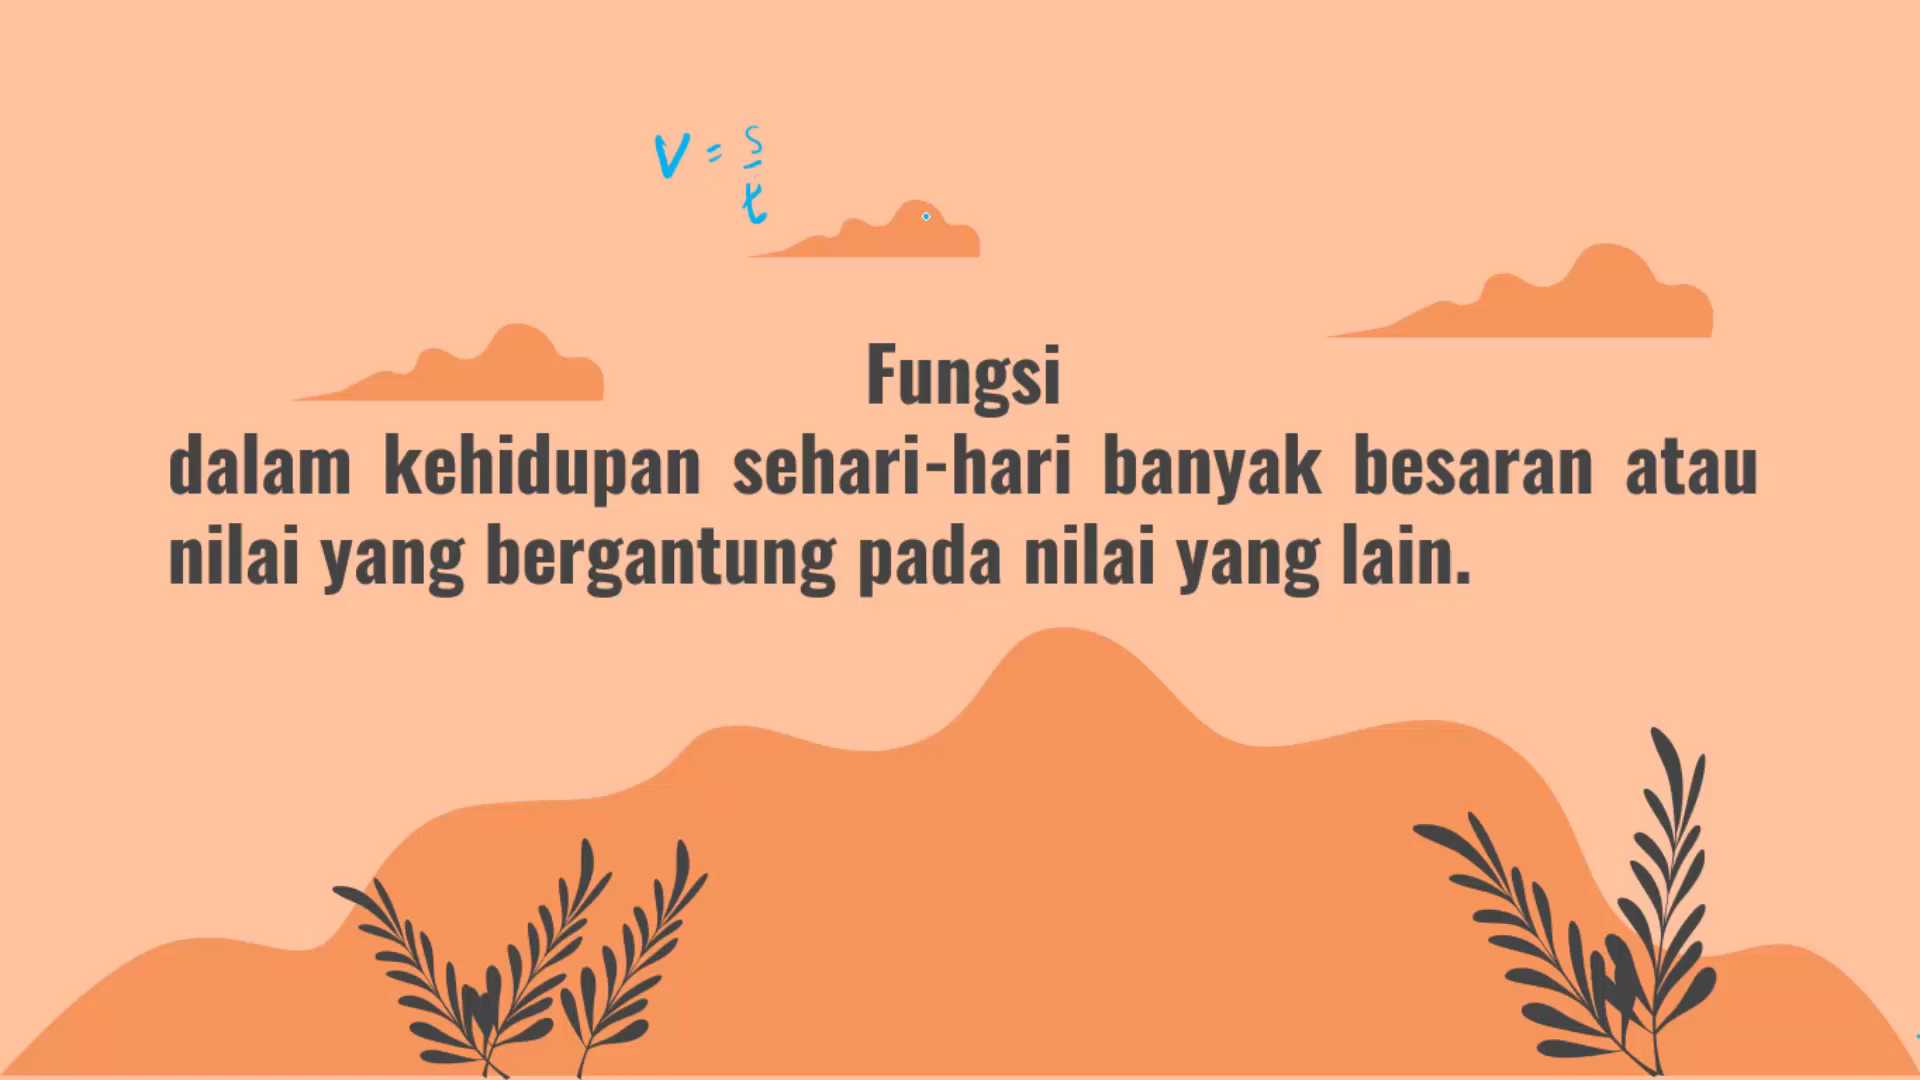 V = s/t
Fungsi
dalam kehidupan sehari-hari banyak besaran atau
nilai yang bergantung pada nilai yang lain.